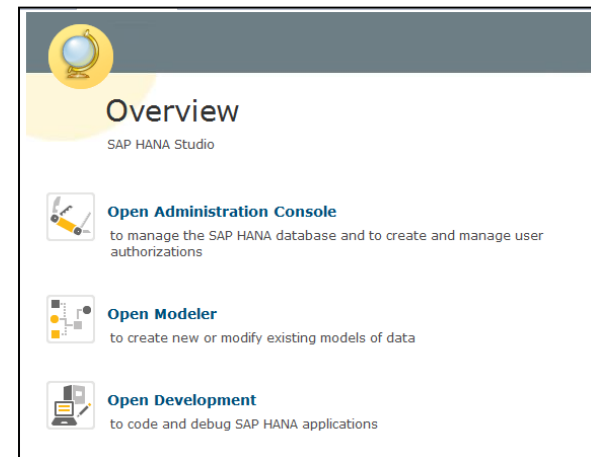 Overview
SAP HANA Studio
Open Administration Console
to manage the SAP HANA database and to create and manage user
authorizations
Open Modeler
to create new or modify existing models of data
Open Development
to code and debug SAP HANA applications